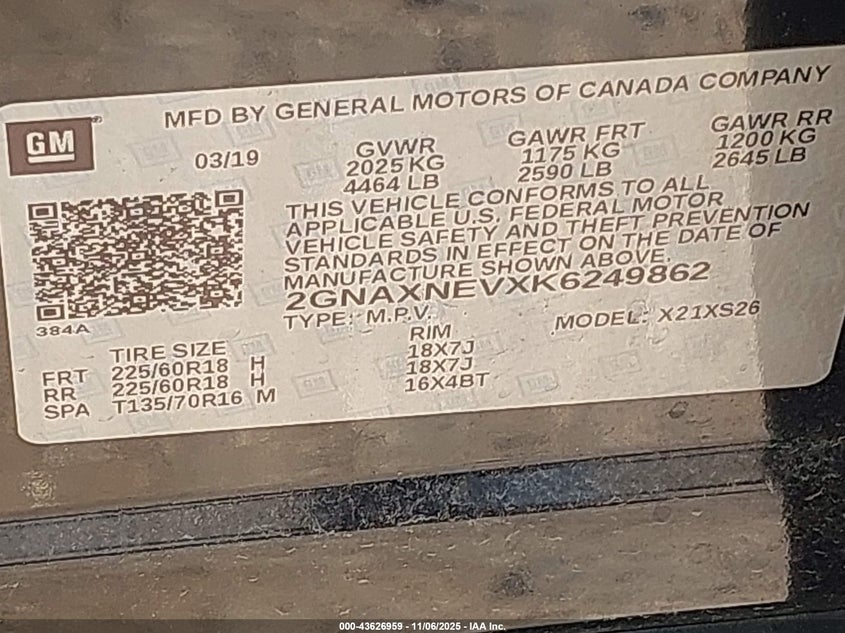 MFD BY GENERAL MOTORS OF CANADA COMPANY
GM
03/19
GVWR
2025 KG
4464 LB
GAWR FRT
1175 KG
2590 LB
GAWR RR
1200 KG
2645 LB
THIS VEHICLE CONFORMS TO ALL
APPLICABLE U.S. FEDERAL MOTOR
VEHICLE SAFETY AND THEFT PREVENTION
STANDARDS IN EFFECT ON THE DATE OF
MANUFACTURE SHOWN ABOVE.
2GNAXNEVXK6249862
TYPE: M.P.V.
MODEL: X21XS26
384A
TIRE SIZE
RIM
FRT 225/60R18 H 18X7J
RR 225/60R18 H 18X7J
SPA T135/70R16 M 16X4BT
000-43626959 - 11/06/2025 - IAA Inc.